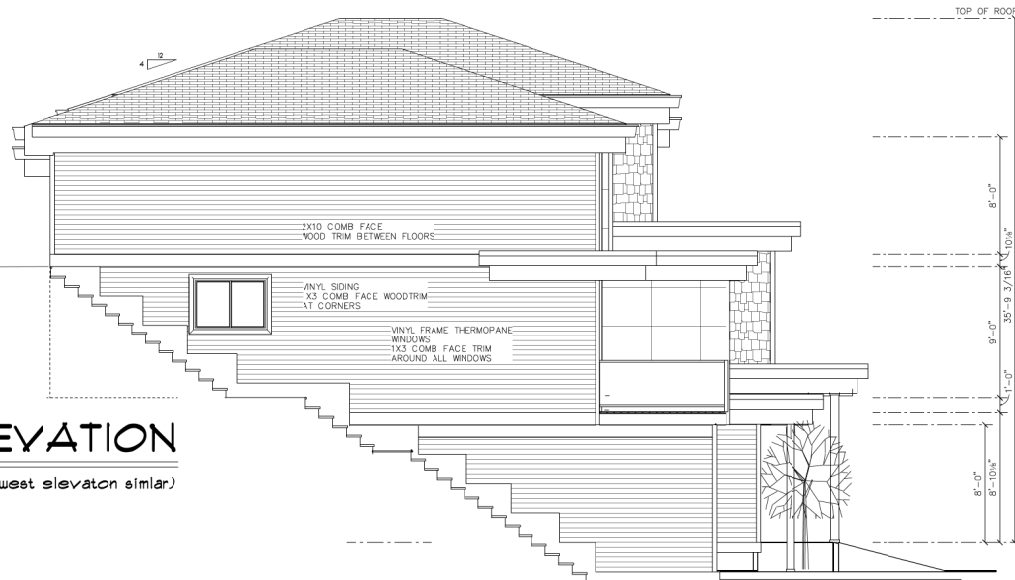 TOP OF ROOF
12
4
2X10 COMB FACE
WOOD TRIM BETWEEN FLOORS
8'-0"
10⅛"
VINYL SIDING
1X3 COMB FACE WOODTRIM
AT CORNERS
35'-9 3/16"
VINYL FRAME THERMOPANE
WINDOWS
1X3 COMB FACE TRIM
AROUND ALL WINDOWS
9'-0"
1'-0"
EVATION
west elevaton simlar)
8'-0"
8'-10⅛"